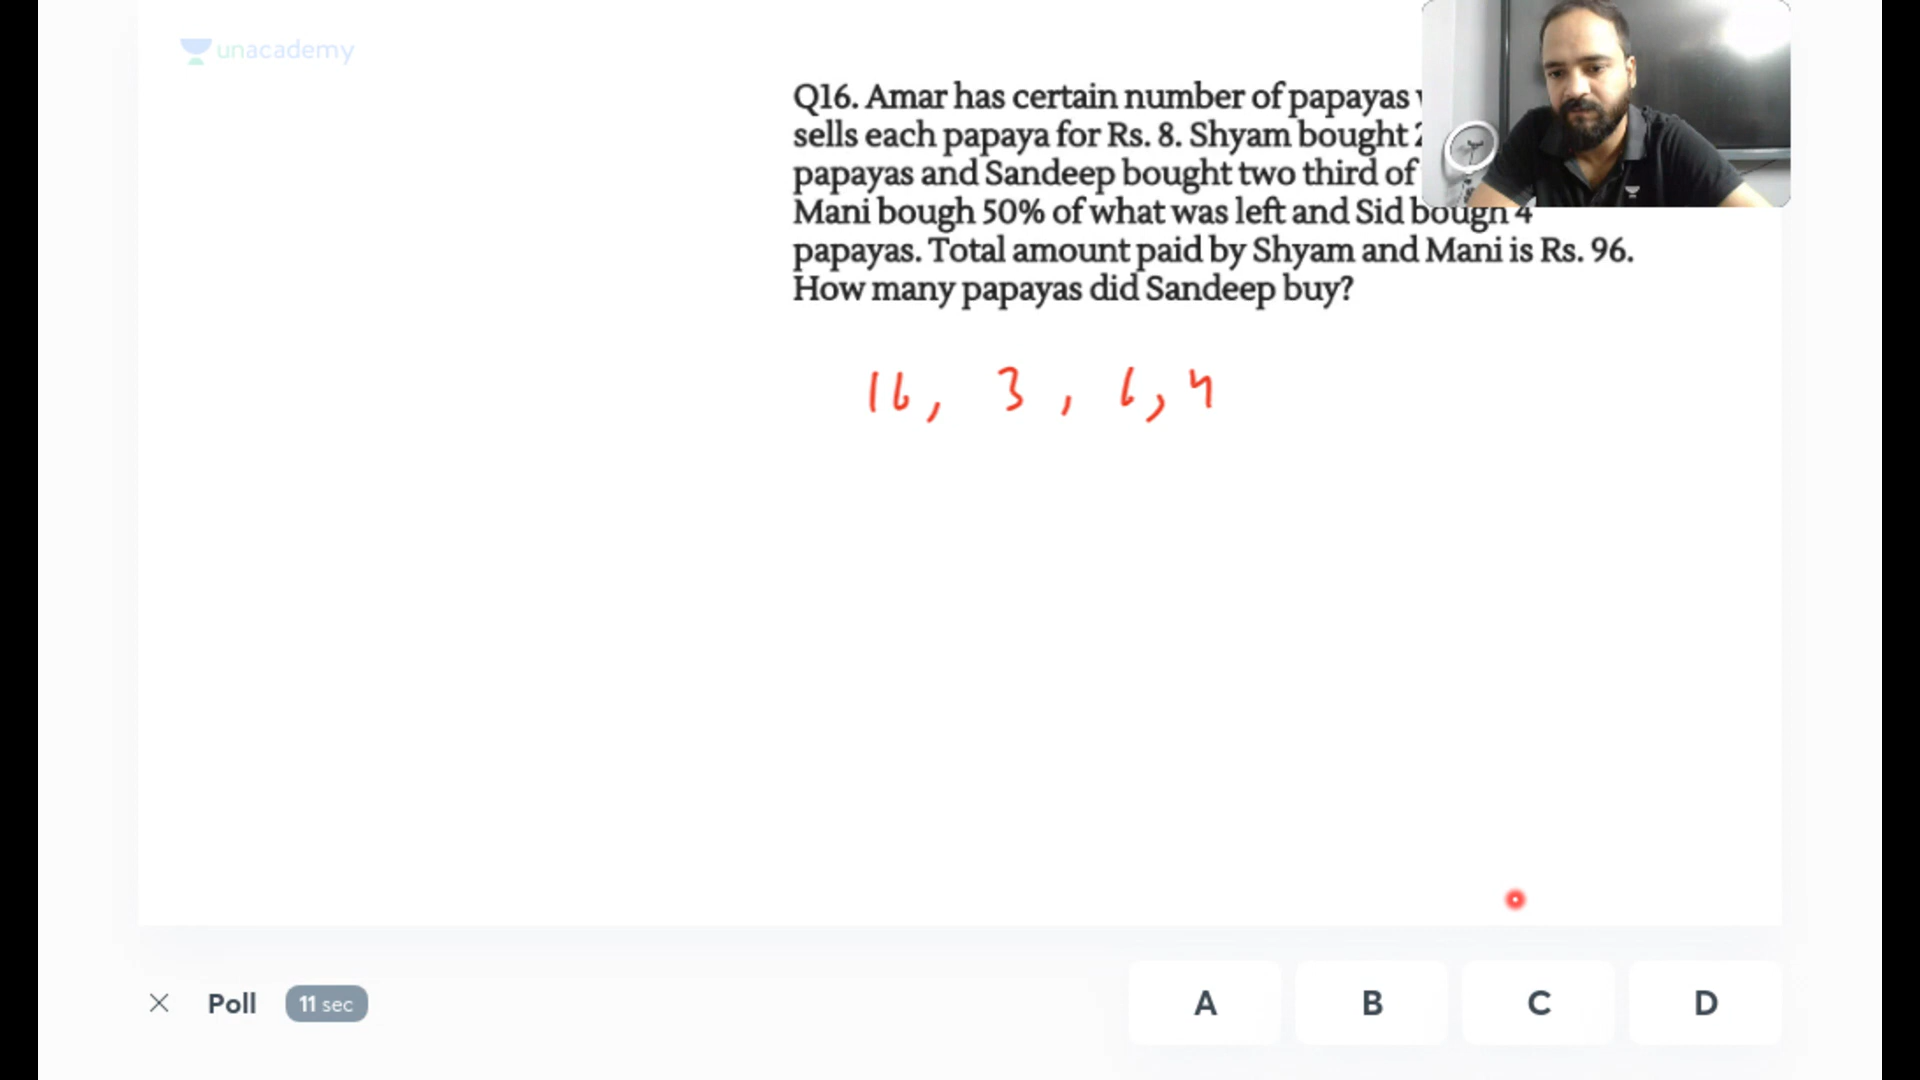 unacademy
Q16. Amar has certain number of papayas
sells each papaya for Rs. 8. Shyam bought
papayas and Sandeep bought two third of
Mani bough 50% of what was left and Sid bough 4
papayas. Total amount paid by Shyam and Mani is Rs. 96.
How many papayas did Sandeep buy?
16, 3, 6, 4
Poll 11 sec A B C D